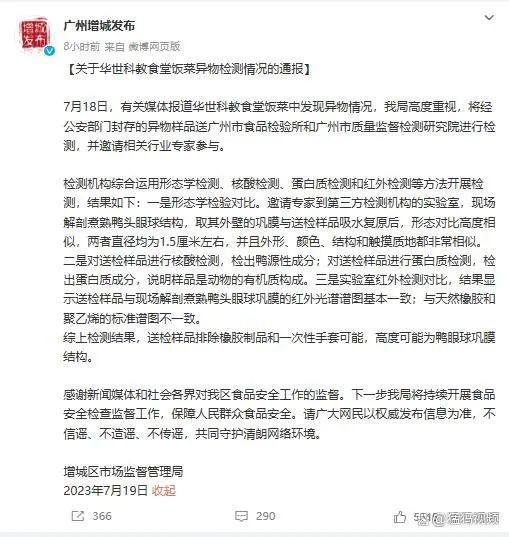 增城
发布
广州增城发布
8小时前 来自 微博网页版
【关于华世科教食堂饭菜异物检测情况的通报】
7月18日，有关媒体报道华世科教食堂饭菜中发现异物情况，我局高度重视，将经
公安部门封存的异物样品送广州市食品检验所和广州市质量监督检测研究院进行检
测，并邀请相关行业专家参与。
检测机构综合运用形态学检测、核酸检测、蛋白质检测和红外检测等方法开展检
测，结果如下：一是形态学检验对比。邀请专家到第三方检测机构的实验室，现场
解剖煮熟鸭头眼球结构，取其外壁的巩膜与送检样品吸水复原后，形态对比高度相
似，两者直径均为1.5厘米左右，并且外形、颜色、结构和触摸质地都非常相似。
二是对送检样品进行核酸检测，检出鸭源性成分；对送检样品进行蛋白质检测，检
出蛋白质成分，说明样品是动物的有机质构成。三是实验室红外检测对比，结果显
示送检样品与现场解剖煮熟鸭头眼球巩膜的红外光谱谱图基本一致；与天然橡胶和
聚乙烯的标准谱图不一致。
综上检测结果，送检样品排除橡胶制品和一次性手套可能，高度可能为鸭眼球巩膜
结构。
感谢新闻媒体和社会各界对我区食品安全工作的监督。下一步我局将持续开展食品
安全检查监督工作，保障人民群众食品安全。请广大网民以权威发布信息为准，不
信谣、不造谣、不传谣，共同守护清朗网络环境。
增城区市场监督管理局
2023年7月19日 收起
366 290